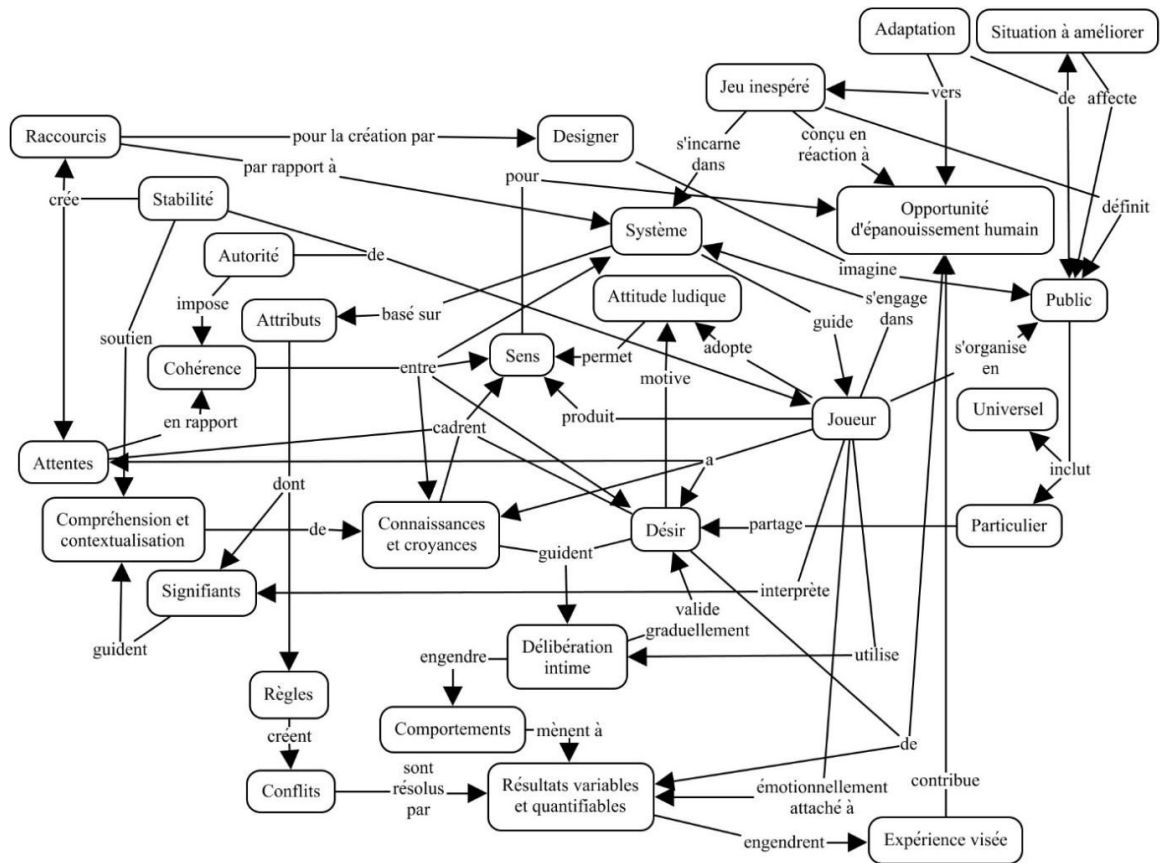 Adaptation
Situation à améliorer
Jeu inespéré
vers
de
affecte
Raccourcis
pour la création par
Designer
s'incarne
dans
conçu en
réaction à
par rapport à
pour
crée
Stabilité
Opportunité
d'épanouissement humain
définit
Système
Autorité
de
imagine
Attitude ludique
s'engage
dans
Public
impose
Attributs
basé sur
guide
soutien
Sens
permet
adopte
s'organise
en
Cohérence
entre
motive
Universel
en rapport
produit
Joueur
cadrent
Attentes
a
inclut
dont
Compréhension et
contextualisation
de
Connaissances
et croyances
Désir
partage
Particulier
guident
Signifiants
interprète
valide
graduellement
guident
Délibération
intime
utilise
engendre
Règles
Comportements
mènent à
créent
de
sont
résolus
par
Conflits
Résultats variables
et quantifiables
émotionnellement
attaché à
contribue
engendrent
Expérience visée